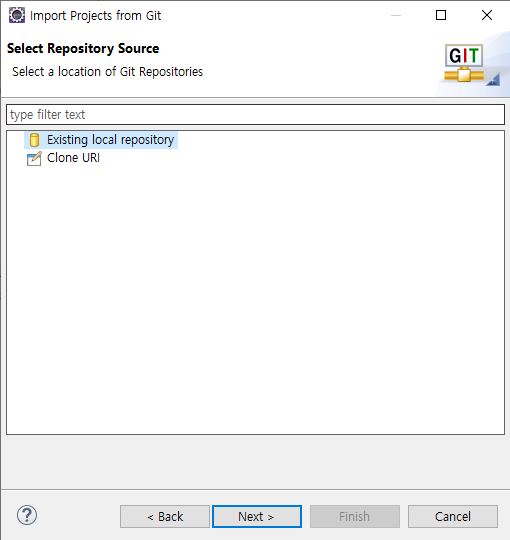 Import Projects from Git
Select Repository Source
Select a location of Git Repositories
GIT
type filter text
Existing local repository
Clone URI
?
< Back
Next >
Finish
Cancel